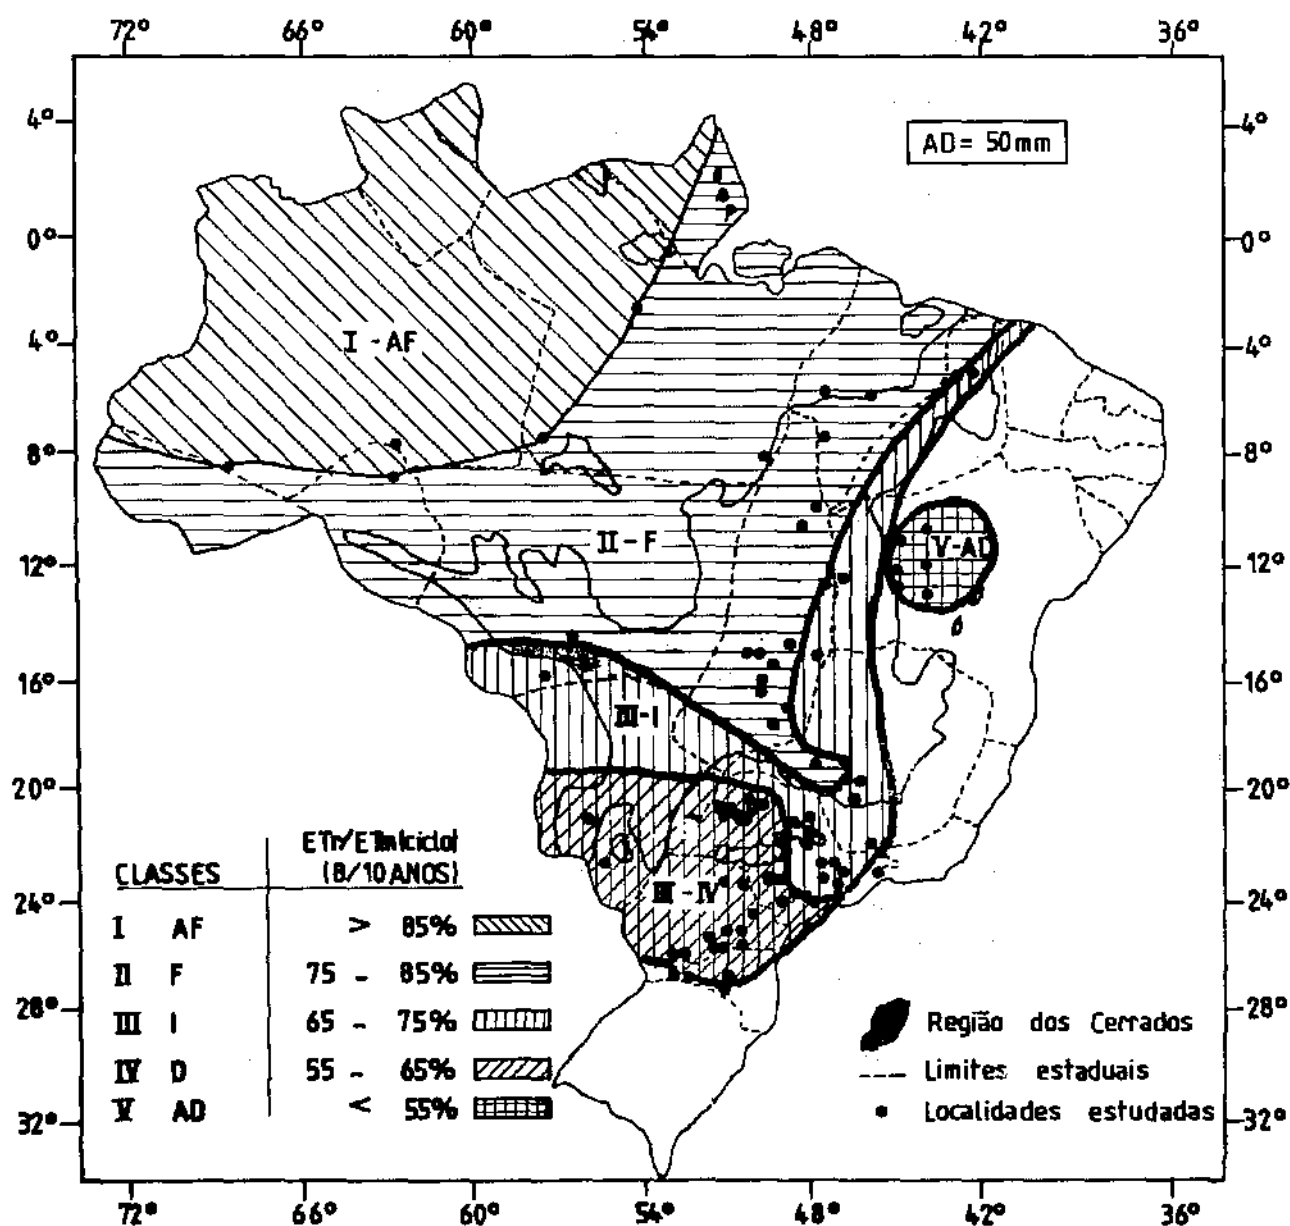 72° 66° 60° 54° 48° 42° 36°
4° 4°
AD= 50mm
0° 0°
I - AF
4° 4°
8° 8°
II - F
V-AD
12° 12°
16° 16°
III-I
20° 20°
ETr/ETm(ciclo)
CLASSES (8/10 ANOS)
III - IV
24° 24°
I AF > 85%
II F 75 - 85%
28° 28°
III I 65 - 75%
Região dos Cerrados
IV D 55 - 65%
Limites estaduais
V AD < 55%
Localidades estudadas
32° 32°
72° 66° 60° 54° 48° 42° 36°